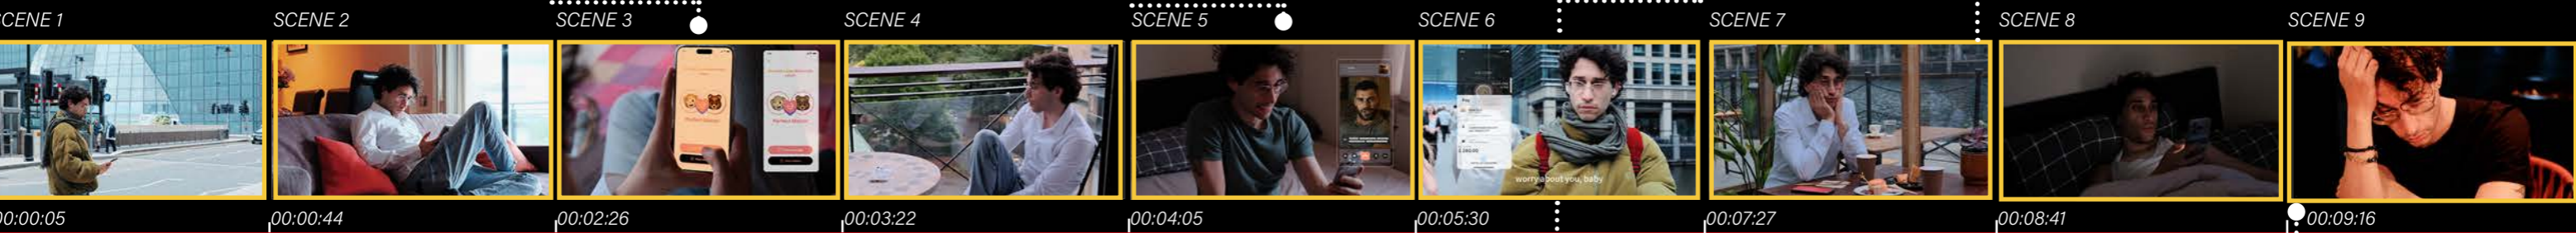 CENE 1
SCENE 2
SCENE 3
SCENE 4
SCENE 5
SCENE 6
SCENE 7
SCENE 8
SCENE 9
worry about you, baby
0:00:05
00:00:44
00:02:26
00:03:22
00:04:05
00:05:30
00:07:27
00:08:41
00:09:16